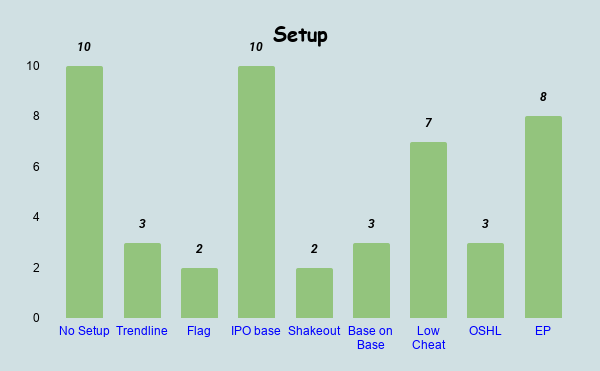 Setup
10
3
2
10
2
3
7
3
8
10
8
6
4
2
0
No Setup
Trendline
Flag
IPO base
Shakeout
Base on
Base
Low
Cheat
OSHL
EP